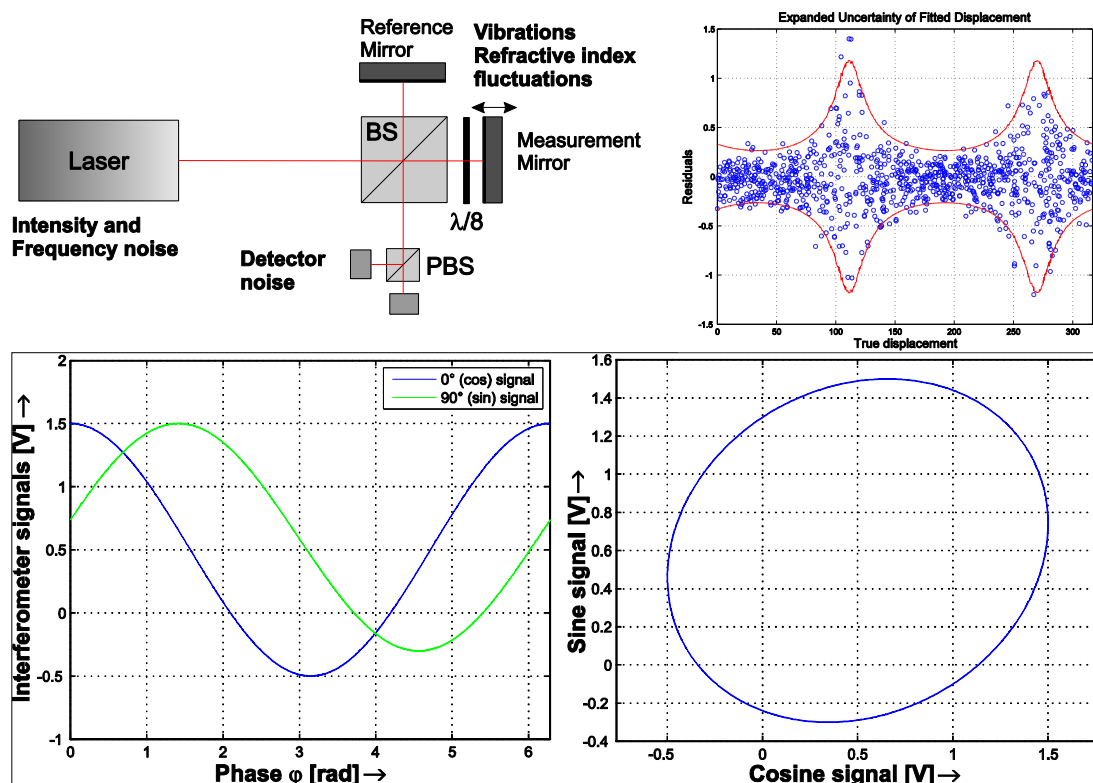 Reference
Mirror
Vibrations
Refractive index
fluctuations
BS
Laser
Measurement
Mirror
λ/8
Intensity and
Frequency noise
Detector
noise
PBS
Expanded Uncertainty of Fitted Displacement
1.5
1
0.5
0
-0.5
-1
-1.5
Residuals
0 50 100 150 200 250 300
True displacement
2
1.5
1
0.5
0
-0.5
-1
Interferometer signals [V] →
0° (cos) signal
90° (sin) signal
0 1 2 3 4 5 6
Phase φ [rad] →
1.6
1.4
1.2
1
0.8
0.6
0.4
0.2
0
-0.2
-0.4
Sine signal [V] →
-0.5 0 0.5 1 1.5
Cosine signal [V] →